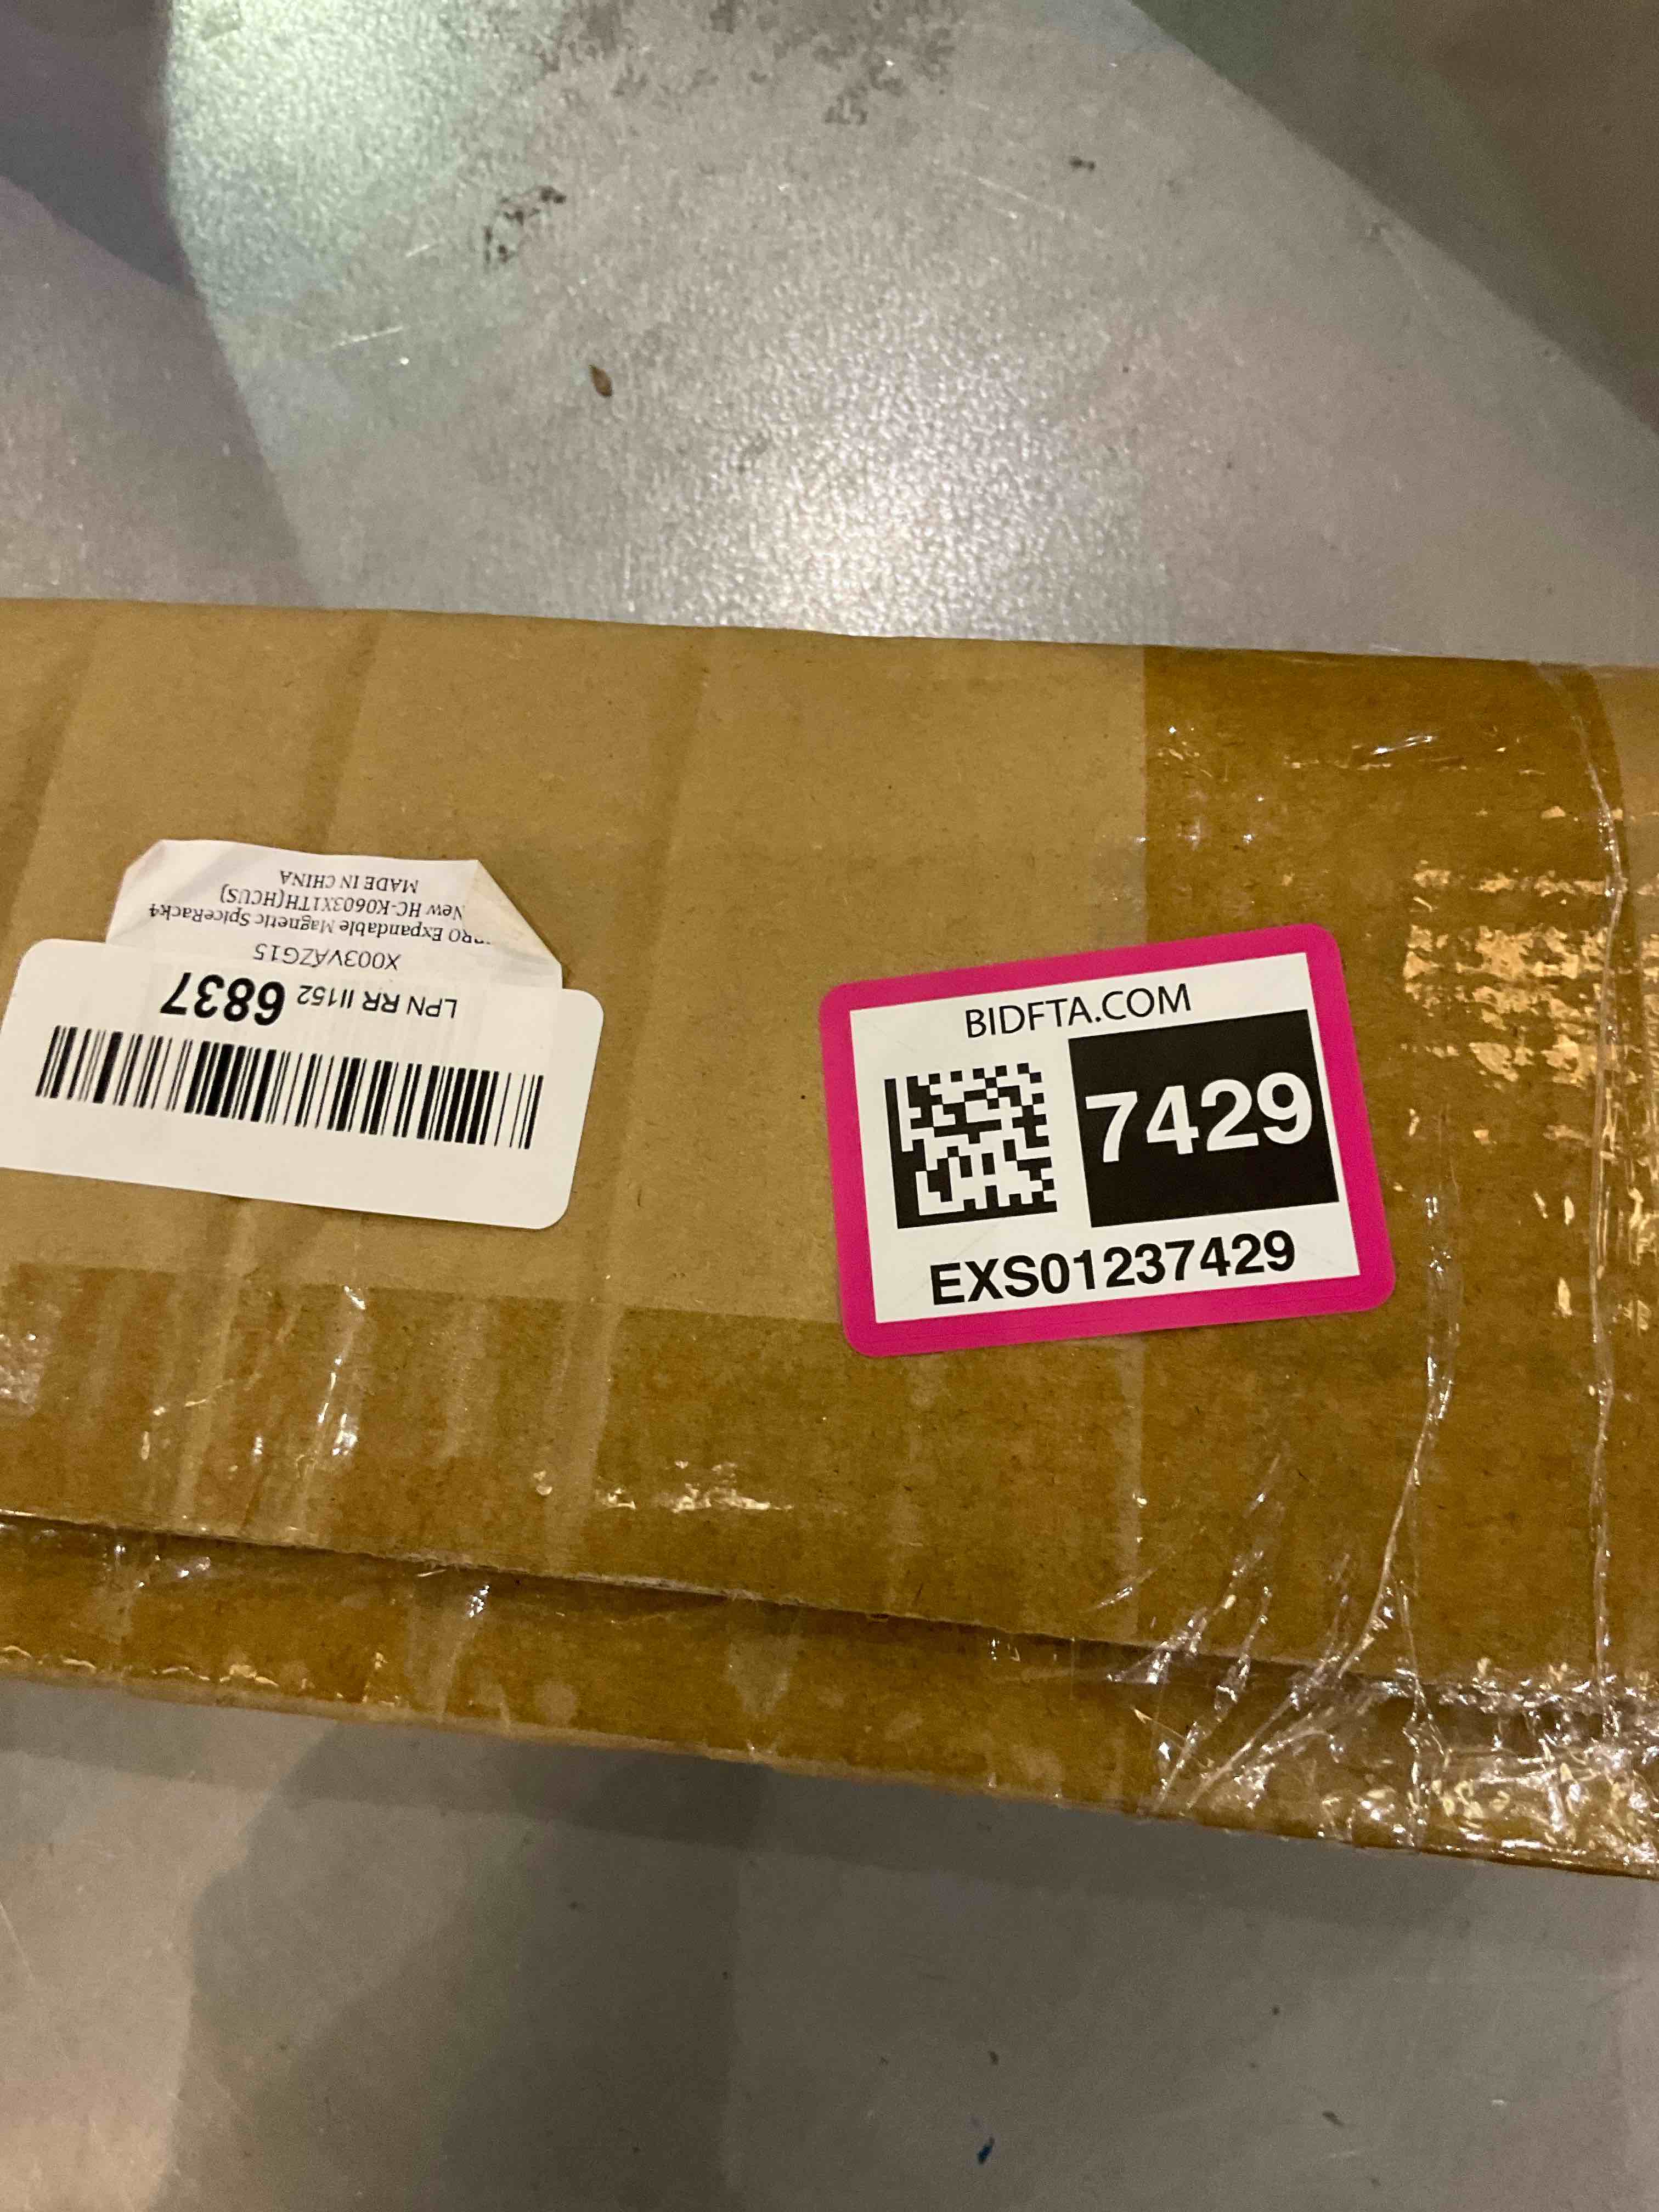 MADE IN CHINA
New HC-K0603X1TH(HCUS)
Expandable Magnetic SpiceRack4
X003VAZG15
LPN RR II152 6837
BIDFTA.COM
7429
EXS01237429